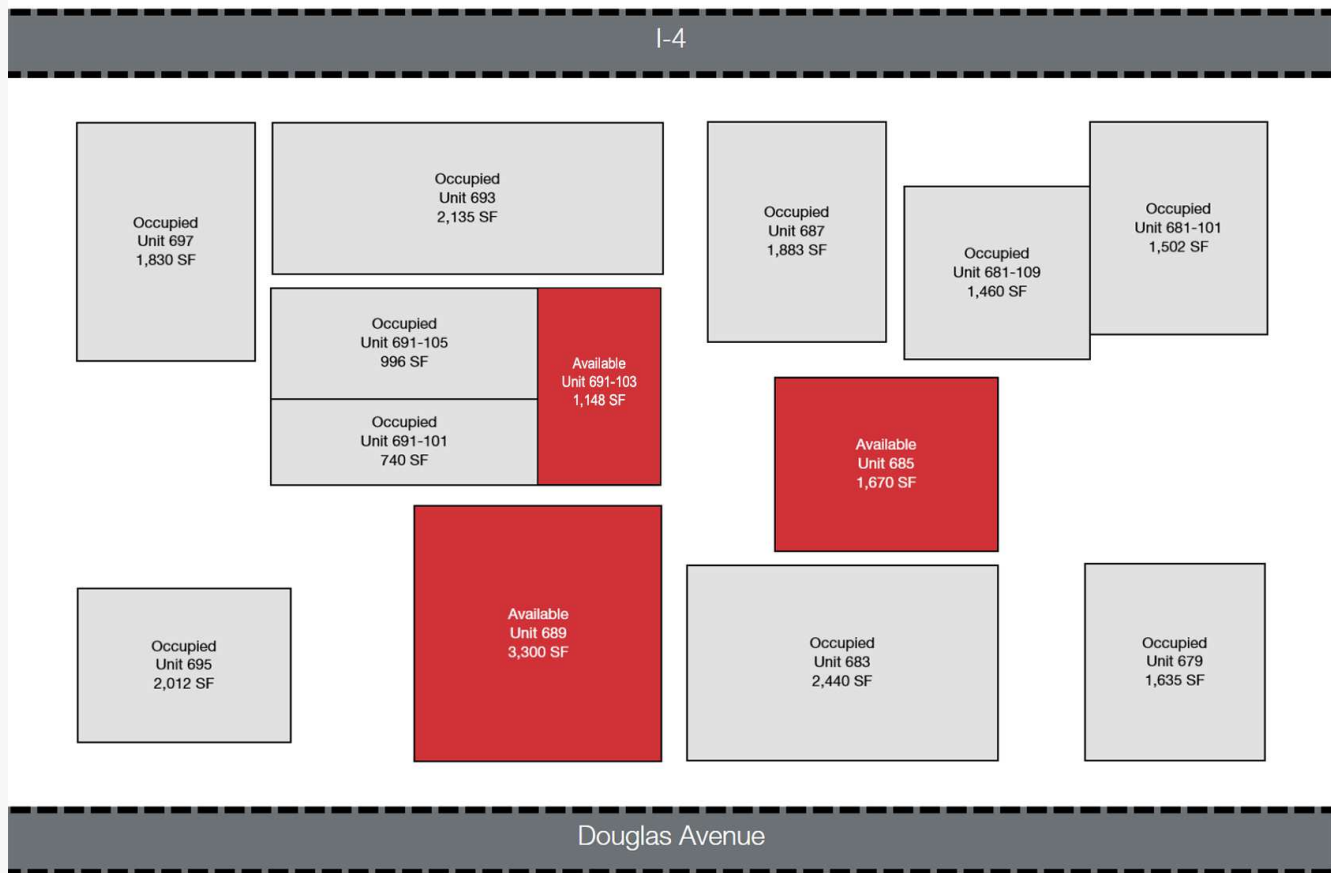 I-4
Occupied
Unit 697
1,830 SF
Occupied
Unit 693
2,135 SF
Occupied
Unit 687
1,883 SF
Occupied
Unit 681-109
1,460 SF
Occupied
Unit 681-101
1,502 SF
Occupied
Unit 691-105
996 SF
Available
Unit 691-103
1,148 SF
Occupied
Unit 691-101
740 SF
Available
Unit 685
1,670 SF
Occupied
Unit 695
2,012 SF
Available
Unit 689
3,300 SF
Occupied
Unit 683
2,440 SF
Occupied
Unit 679
1,635 SF
Douglas Avenue